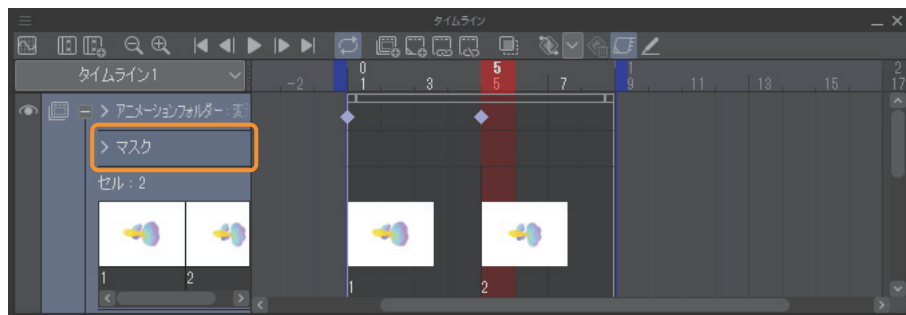 タイムライン
タイムライン1
0 5 1 2
-2 1 3 5 7 9 11 13 15 17
アニメーションフォルダー : 変
マスク
セル : 2
1 2
1 2